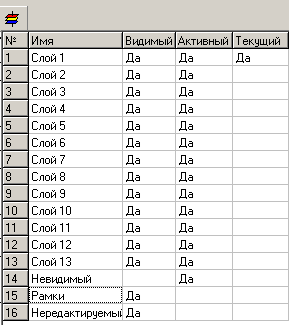 № Имя Видимый Активный Текущий
1 Слой 1 Да Да Да
2 Слой 2 Да Да
3 Слой 3 Да Да
4 Слой 4 Да Да
5 Слой 5 Да Да
6 Слой 6 Да Да
7 Слой 7 Да Да
8 Слой 8 Да Да
9 Слой 9 Да Да
10 Слой 10 Да Да
11 Слой 11 Да Да
12 Слой 12 Да Да
13 Слой 13 Да Да
14 Невидимый Да
15 Рамки Да
16 Нередактируемый Да